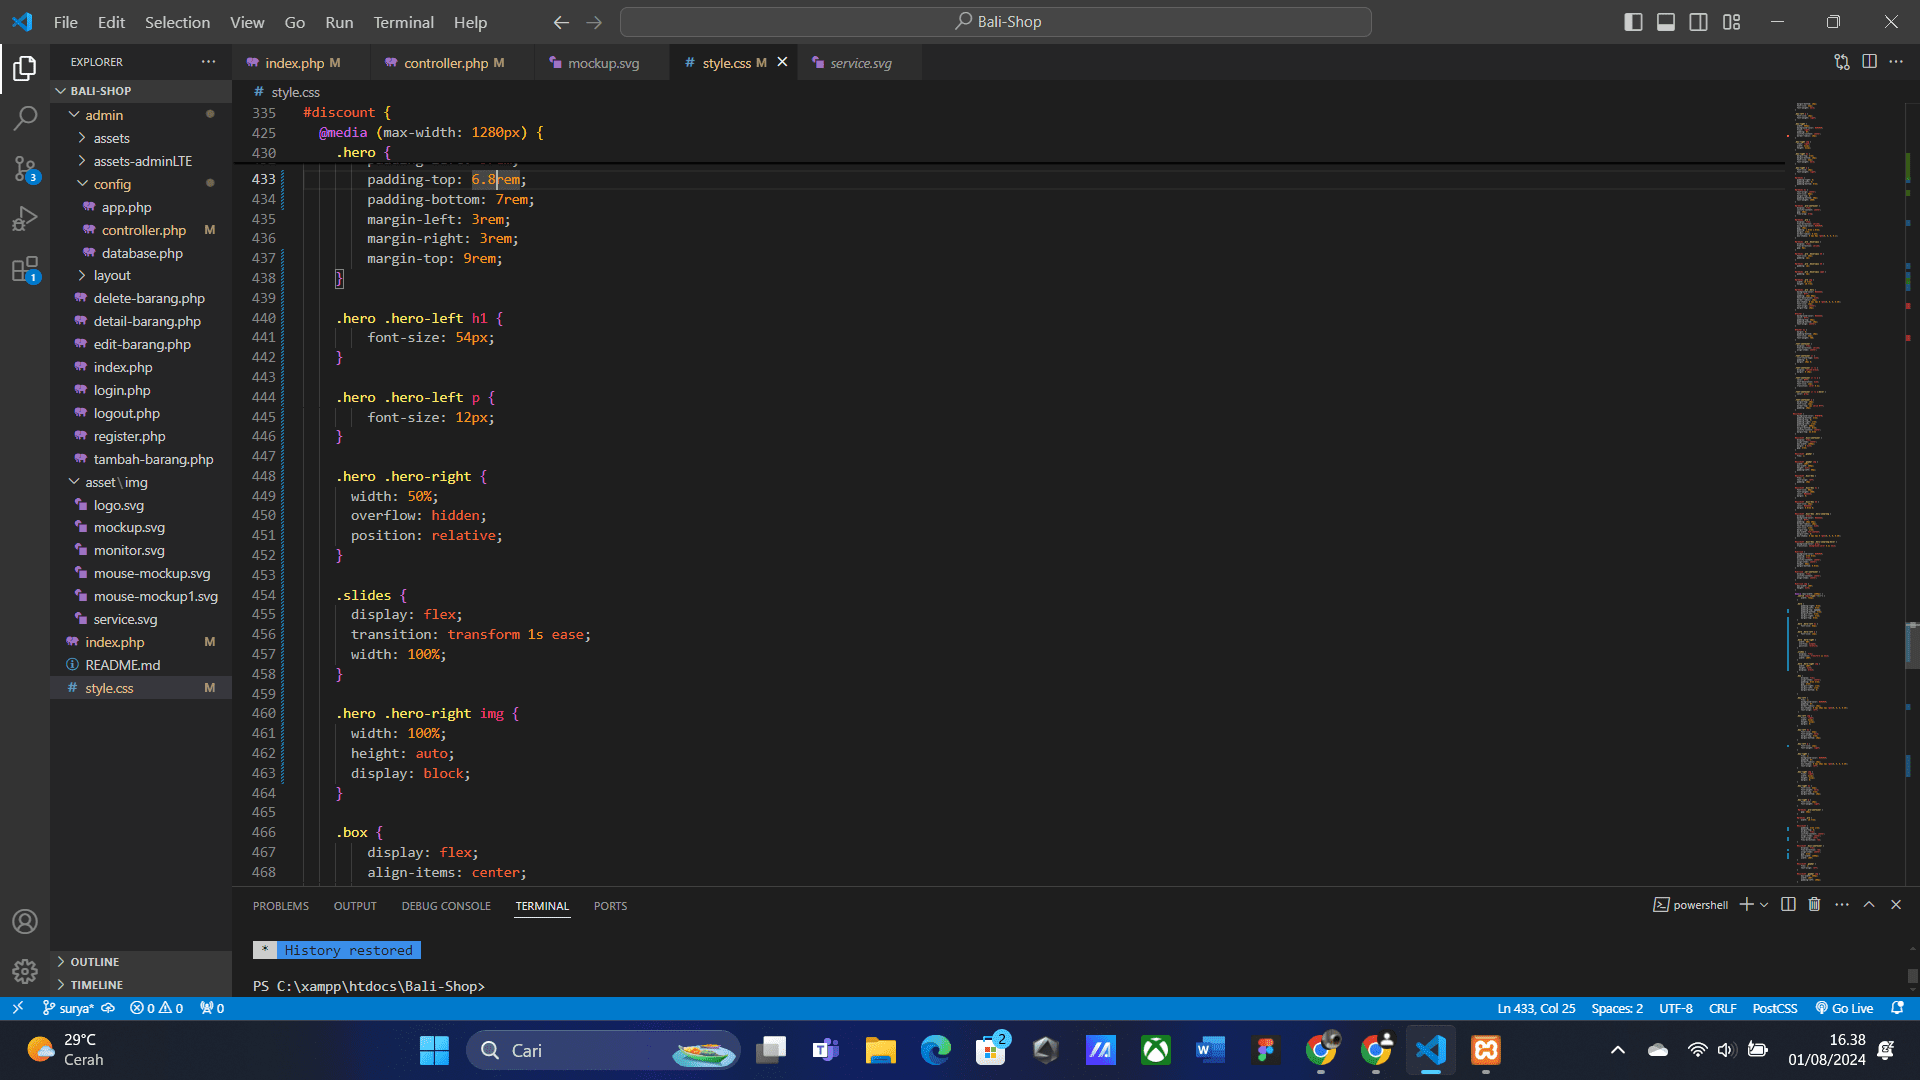 File Edit Selection View Go Run Terminal Help
Bali-Shop
EXPLORER
BALI-SHOP
admin
assets
assets-adminLTE
config
app.php
controller.php M
database.php
layout
delete-barang.php
detail-barang.php
edit-barang.php
index.php
login.php
logout.php
register.php
tambah-barang.php
asset\img
logo.svg
mockup.svg
monitor.svg
mouse-mockup.svg
mouse-mockup1.svg
service.svg
index.php M
README.md
# style.css M
OUTLINE
TIMELINE
3
1
index.php M controller.php M mockup.svg # style.css M service.svg
# style.css
335 #discount {
425 @media (max-width: 1280px) {
430 .hero {
433 padding-top: 6.8rem;
434 padding-bottom: 7rem;
435 margin-left: 3rem;
436 margin-right: 3rem;
437 margin-top: 9rem;
438 }
439
440 .hero .hero-left h1 {
441 font-size: 54px;
442 }
443
444 .hero .hero-left p {
445 font-size: 12px;
446 }
447
448 .hero .hero-right {
449 width: 50%;
450 overflow: hidden;
451 position: relative;
452 }
453
454 .slides {
455 display: flex;
456 transition: transform 1s ease;
457 width: 100%;
458 }
459
460 .hero .hero-right img {
461 width: 100%;
462 height: auto;
463 display: block;
464 }
465
466 .box {
467 display: flex;
468 align-items: center;
PROBLEMS OUTPUT DEBUG CONSOLE TERMINAL PORTS
powershell
* History restored
PS C:\xampp\htdocs\Bali-Shop>
surya* 0 0 0
Ln 433, Col 25 Spaces: 2 UTF-8 CRLF PostCSS Go Live
29°C
Cerah
Cari
2
16.38
01/08/2024